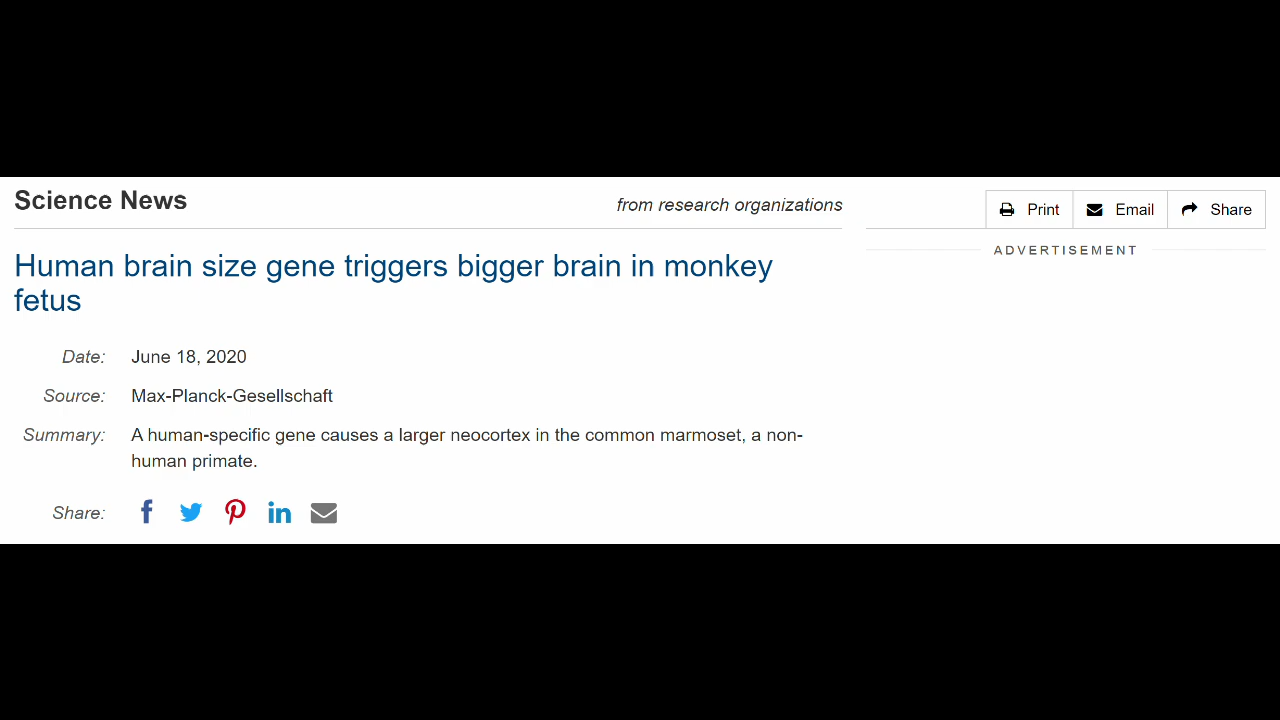 Science News
from research organizations
Print
Email
Share
ADVERTISEMENT
Human brain size gene triggers bigger brain in monkey
fetus
Date: June 18, 2020
Source: Max-Planck-Gesellschaft
Summary: A human-specific gene causes a larger neocortex in the common marmoset, a non-
human primate.
Share: